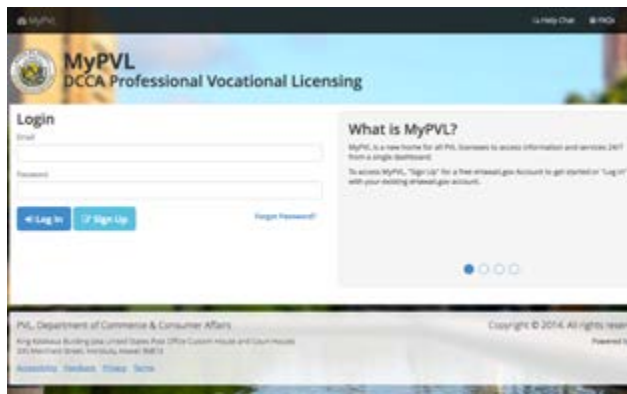 MyPVL
Help Chat
FAQs
MyPVL
DCCA Professional Vocational Licensing
Login
Email
Password
Log In
Sign Up
Forgot Password?
What is MyPVL?
MyPVL is a new home for all PVL licensees to access information and services 24/7
from a single dashboard.
To access MyPVL, "Sign Up" for a free eHawaii.gov Account to get started or "Log in"
with your existing eHawaii.gov account.
PVL, Department of Commerce & Consumer Affairs
King Kalakaua Building (aka United States Post Office Custom House and Court House)
335 Merchant Street, Honolulu, Hawaii 96813
Accessibility Feedback Privacy Terms
Copyright © 2014. All rights reser
Powered b